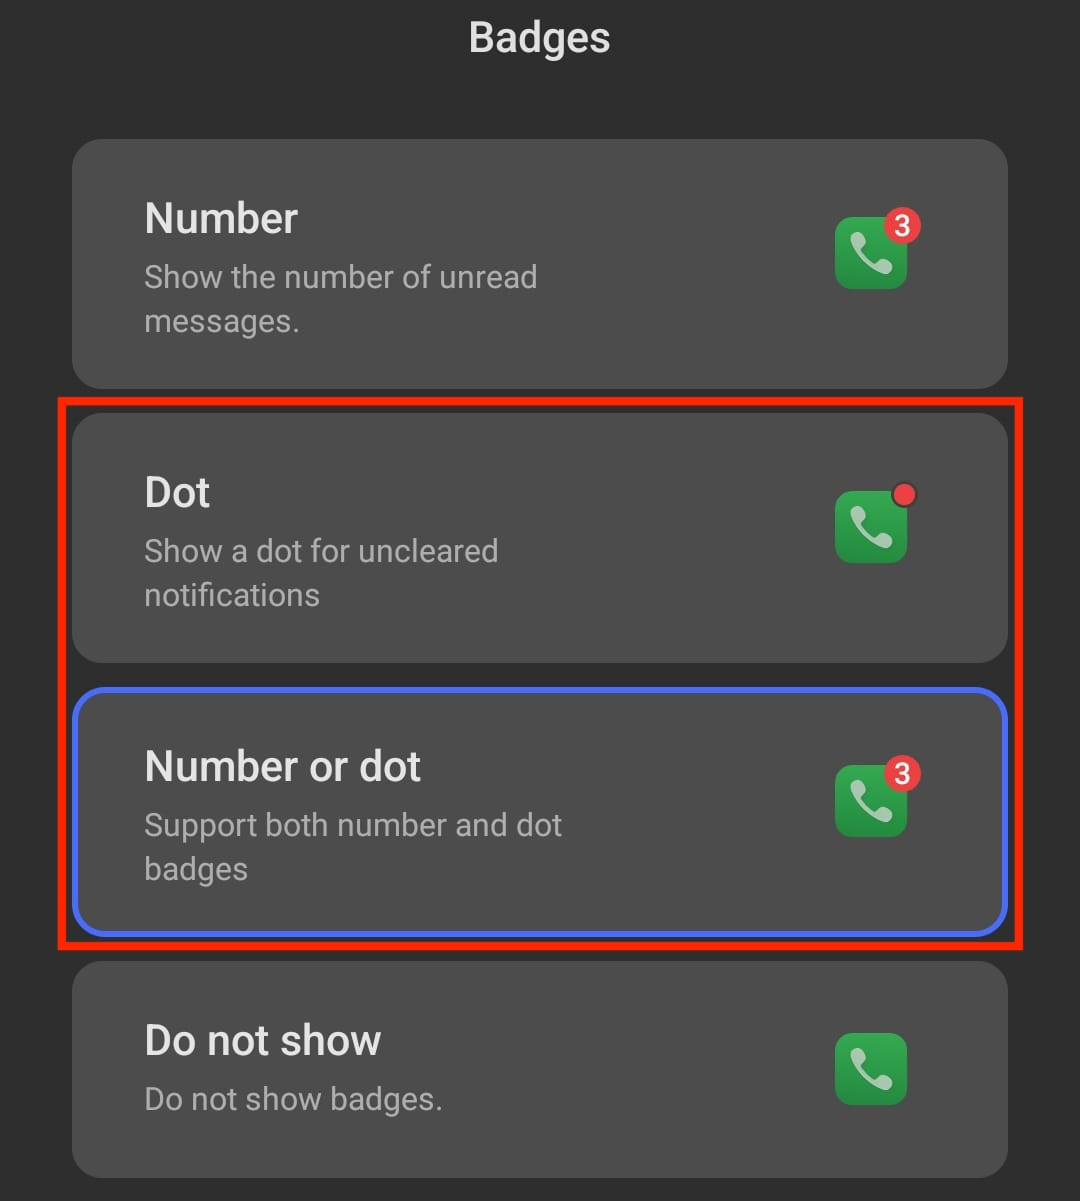 Badges
Number
3
Show the number of unread
messages.
Dot
Show a dot for uncleared
notifications
Number or dot
3
Support both number and dot
badges
Do not show
Do not show badges.